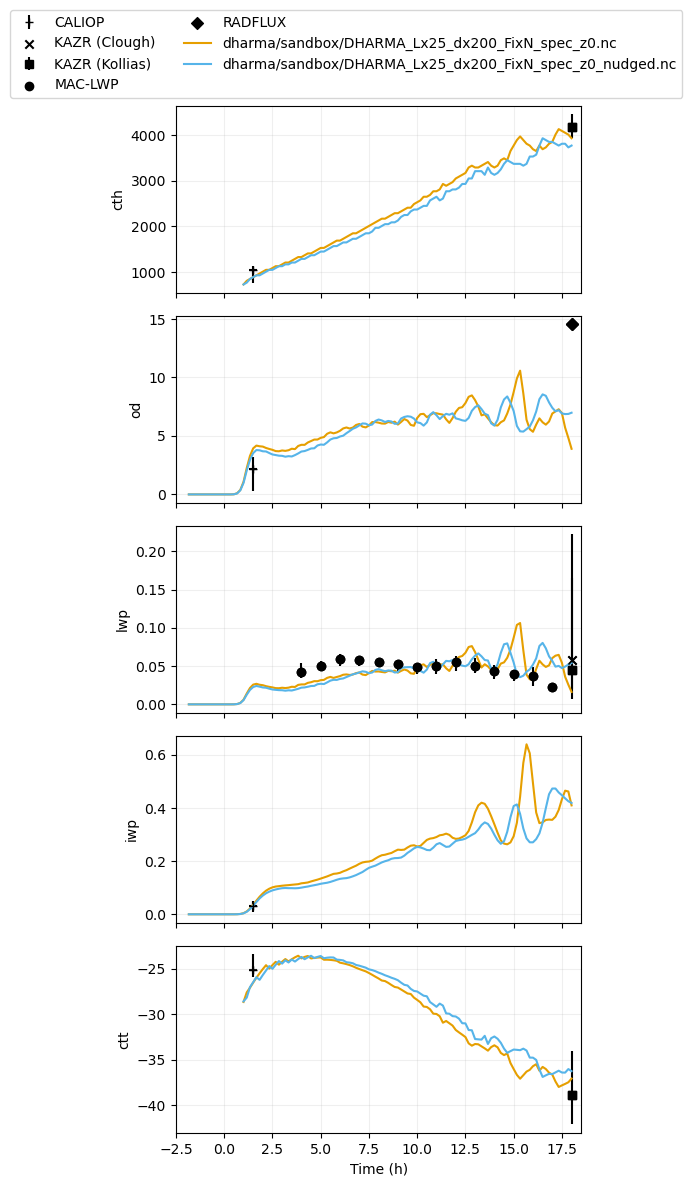 CALIOP
KAZR (Clough)
KAZR (Kollias)
MAC-LWP
RADFLUX
dharma/sandbox/DHARMA_Lx25_dx200_FixN_spec_z0.nc
dharma/sandbox/DHARMA_Lx25_dx200_FixN_spec_z0_nudged.nc
4000
3000
2000
1000
cth
15
10
5
0
od
0.20
0.15
0.10
0.05
0.00
lwp
0.6
0.4
0.2
0.0
iwp
−25
−30
−35
−40
ctt
−2.5 0.0 2.5 5.0 7.5 10.0 12.5 15.0 17.5
Time (h)